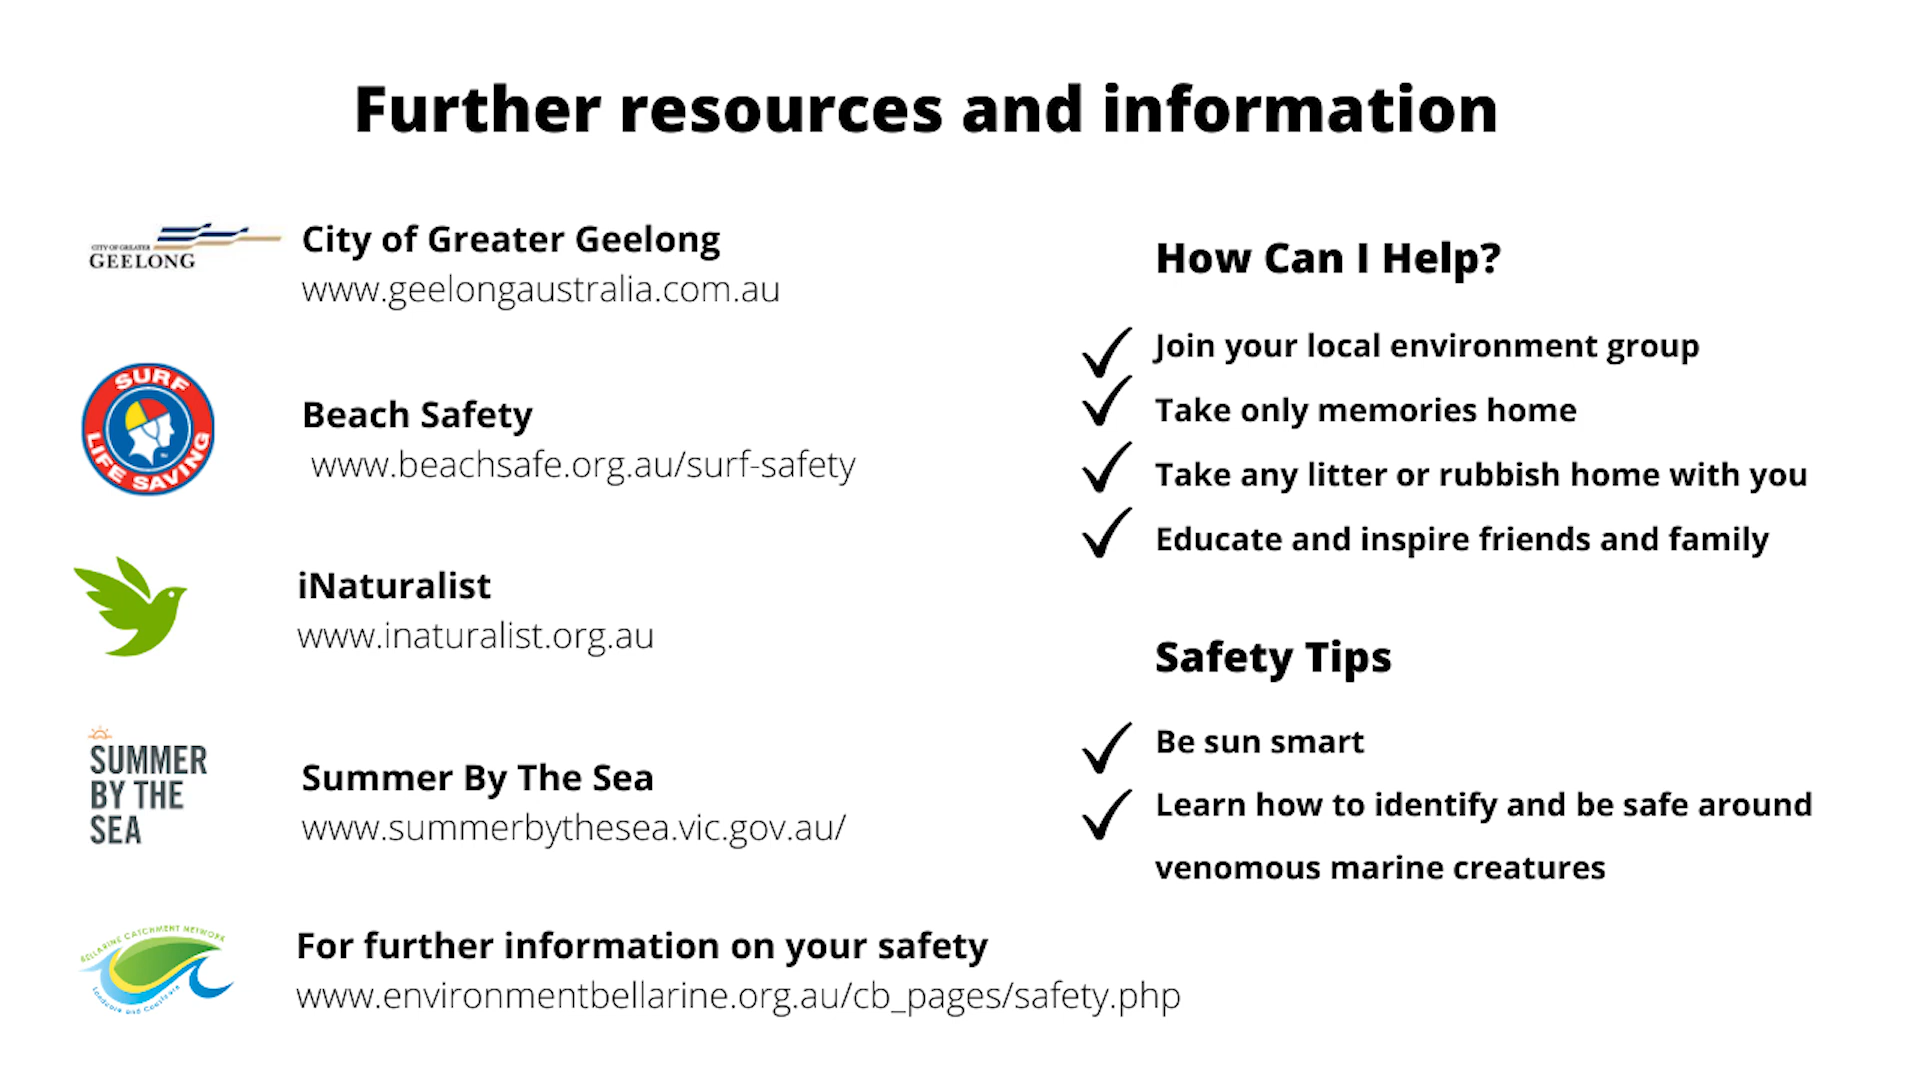 Further resources and information
CITY OF GREATER
GEELONG
City of Greater Geelong
www.geelongaustralia.com.au
SURF
LIFE SAVING
Beach Safety
www.beachsafe.org.au/surf-safety
iNaturalist
www.inaturalist.org.au
SUMMER
BY THE
SEA
Summer By The Sea
www.summerbythesea.vic.gov.au/
BELLARINE CATCHMENT NETWORK
Landcare and Coastcare
For further information on your safety
www.environmentbellarine.org.au/cb_pages/safety.php
How Can I Help?
Join your local environment group
Take only memories home
Take any litter or rubbish home with you
Educate and inspire friends and family
Safety Tips
Be sun smart
Learn how to identify and be safe around
venomous marine creatures